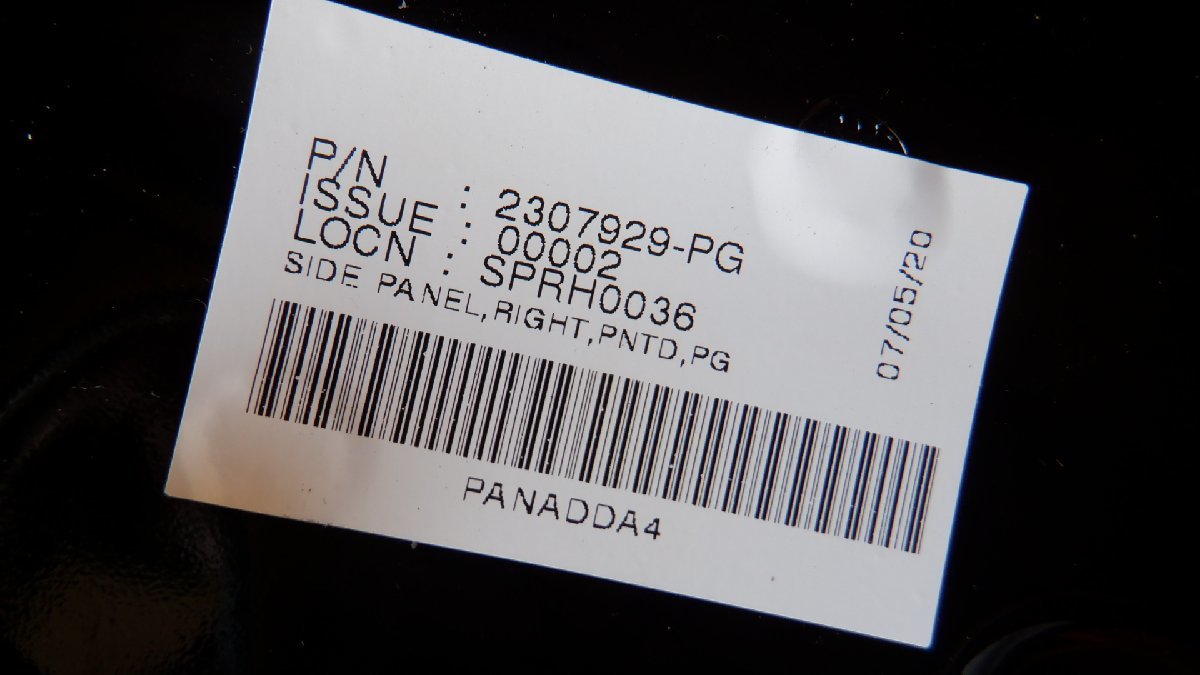 P/N : 2307929-PG
ISSUE : 00002
LOCN : SPRH0036
SIDE PANEL,RIGHT,PNTD,PG
PANADDA4
07/05/20